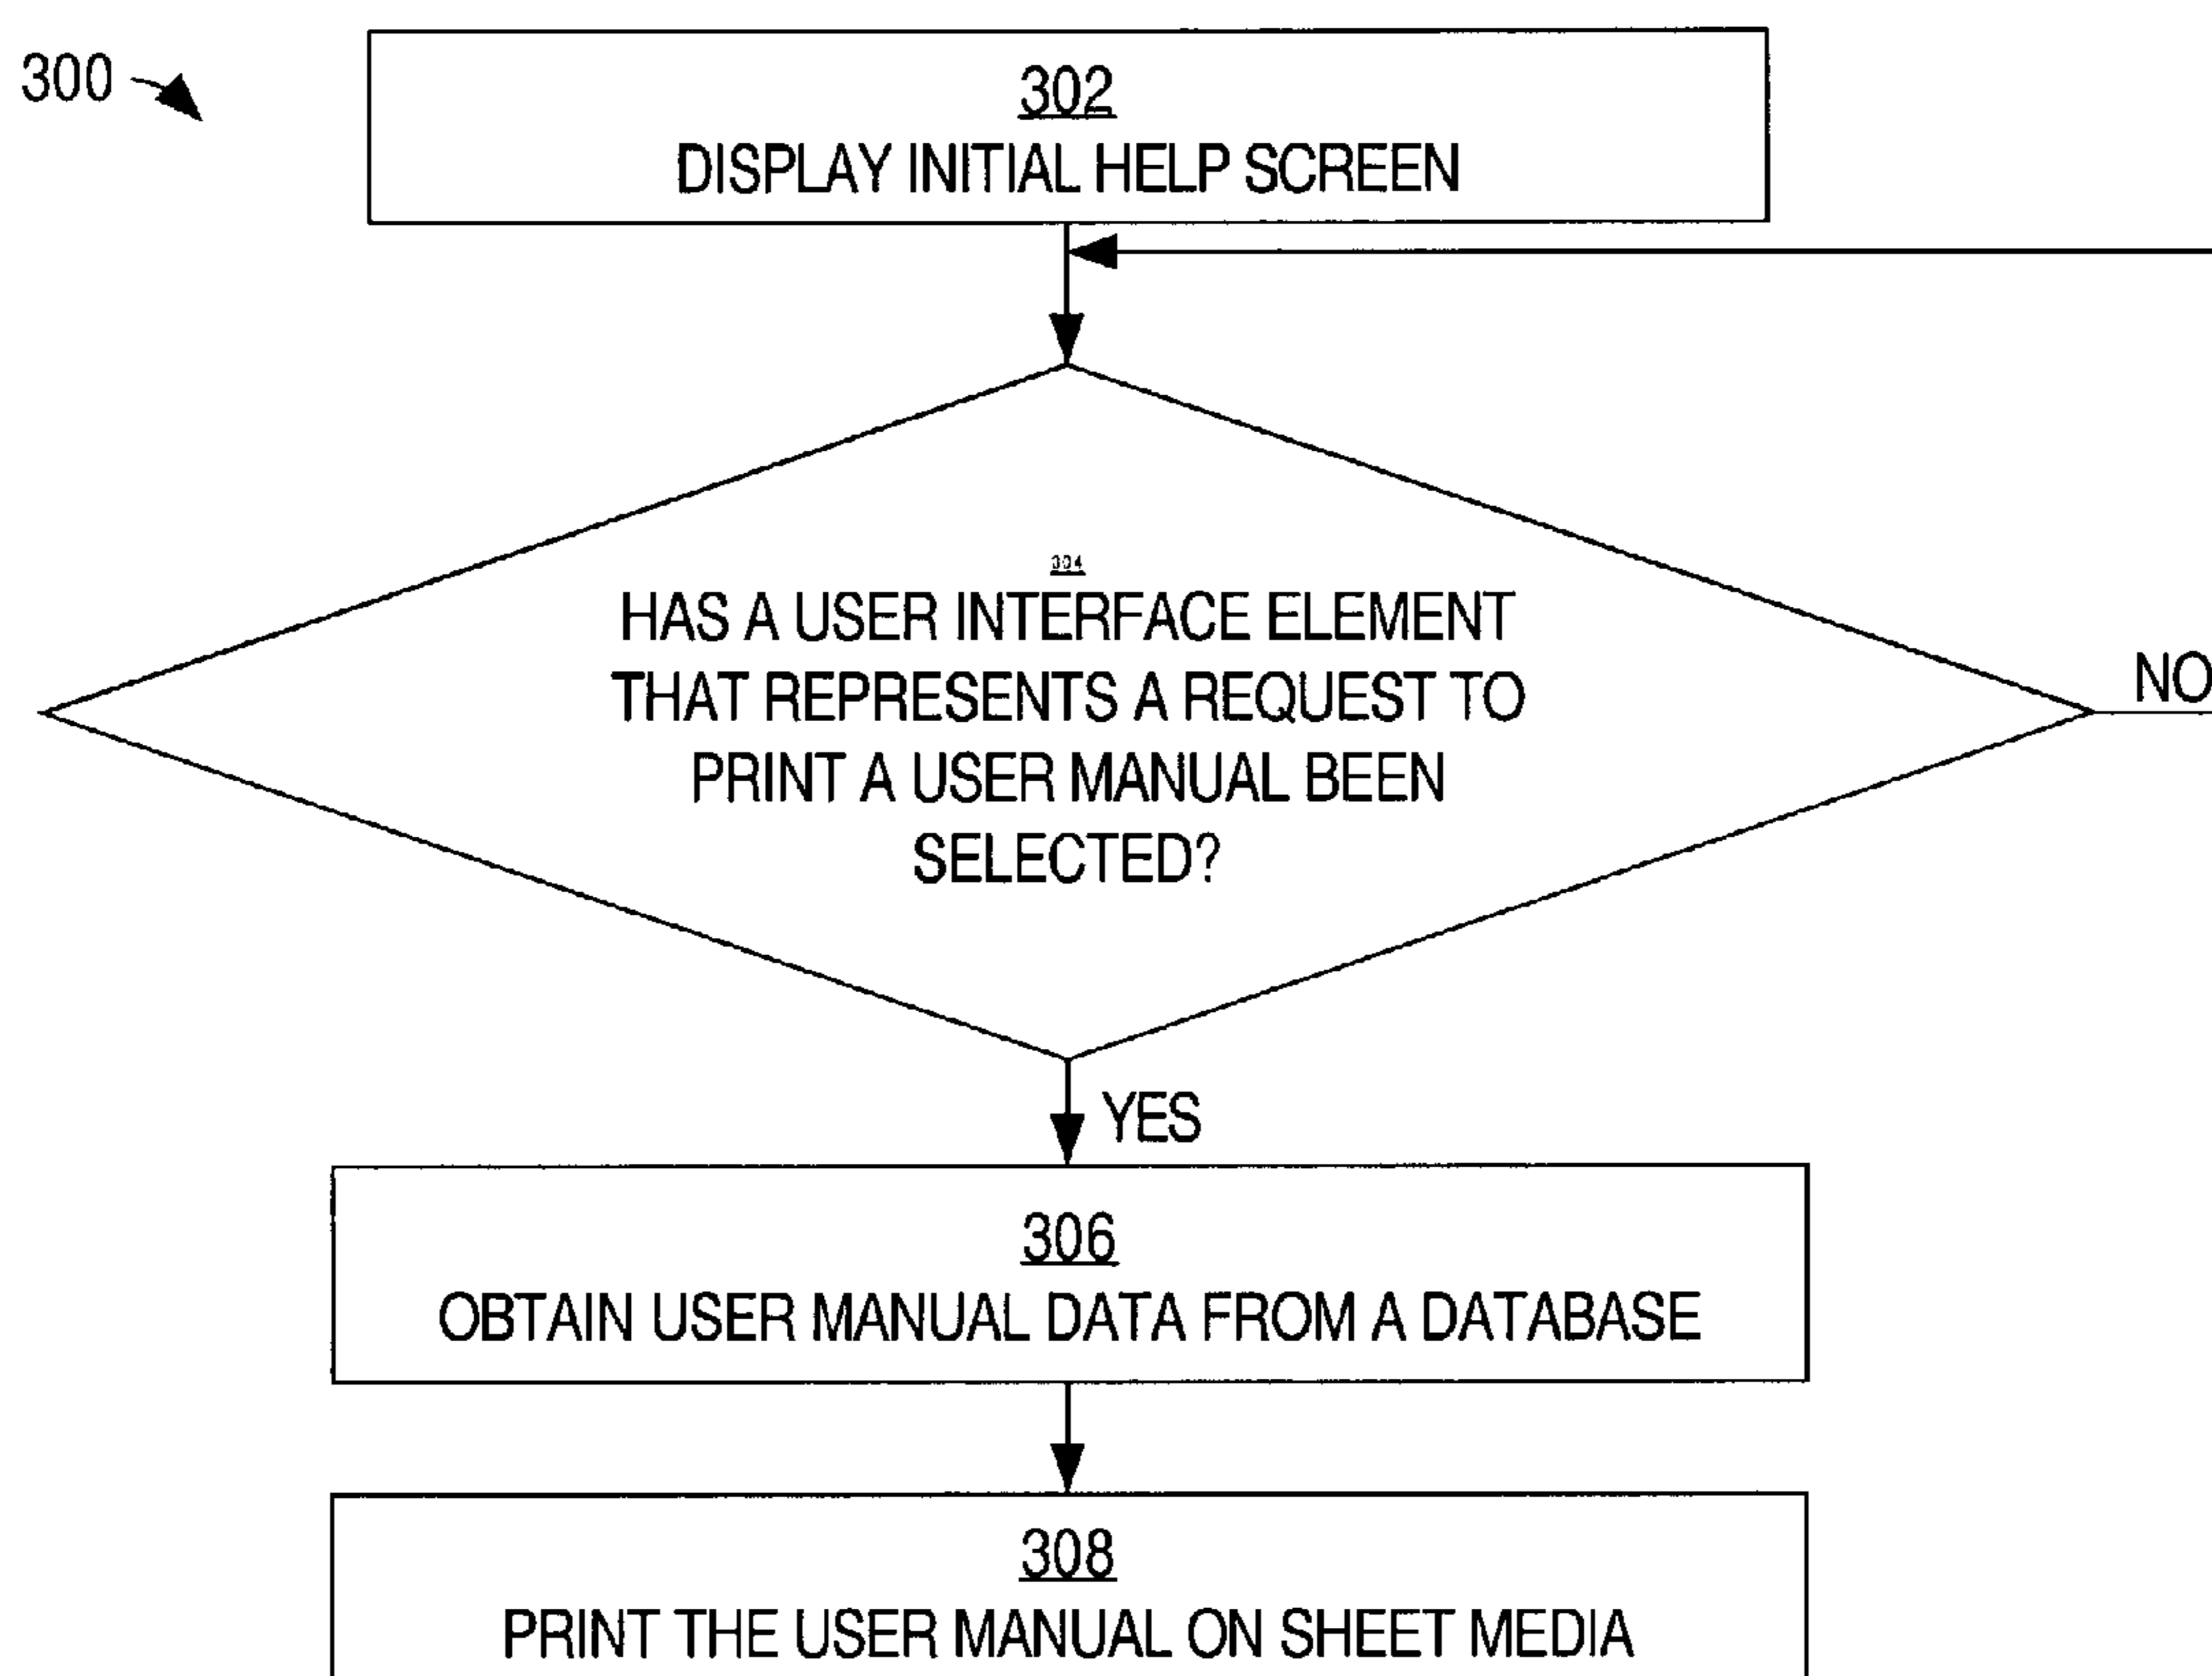 300
302
DISPLAY INITIAL HELP SCREEN
304
HAS A USER INTERFACE ELEMENT
THAT REPRESENTS A REQUEST TO
PRINT A USER MANUAL BEEN
SELECTED?
NO
YES
306
OBTAIN USER MANUAL DATA FROM A DATABASE
308
PRINT THE USER MANUAL ON SHEET MEDIA